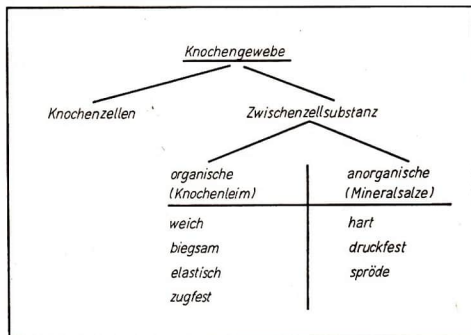 Knochengewebe
Knochenzellen Zwischenzellsubstanz
organische anorganische
(Knochenleim) (Mineralsalze)
weich hart
biegsam druckfest
elastisch spröde
zugfest